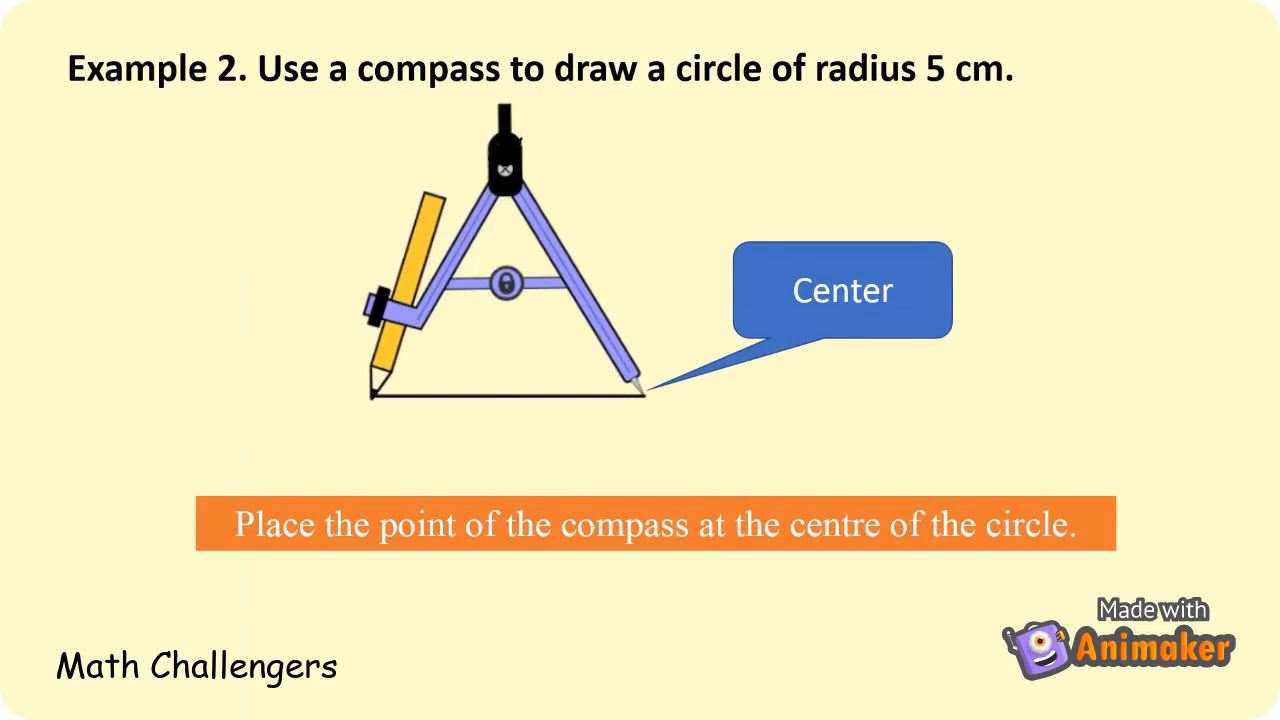 Example 2. Use a compass to draw a circle of radius 5 cm.
Center
Place the point of the compass at the centre of the circle.
Made with
Animaker
Math Challengers